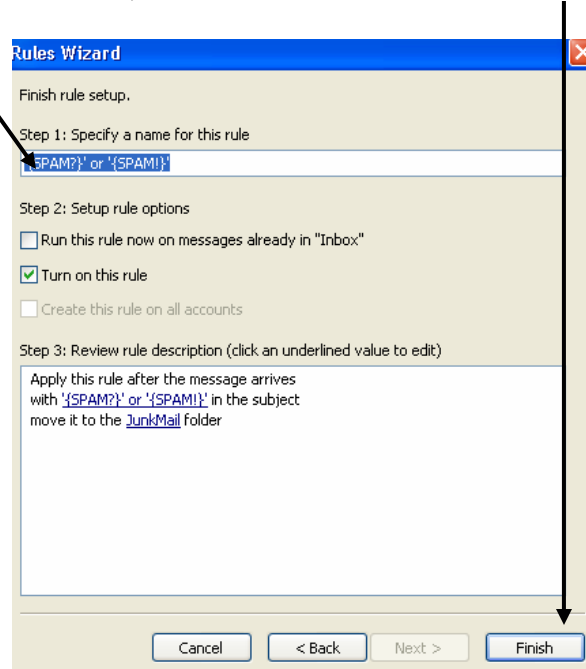 Rules Wizard
Finish rule setup.
Step 1: Specify a name for this rule
'{SPAM?}' or '{SPAM!}'
Step 2: Setup rule options
Run this rule now on messages already in "Inbox"
Turn on this rule
Create this rule on all accounts
Step 3: Review rule description (click an underlined value to edit)
Apply this rule after the message arrives
with '{SPAM?}' or '{SPAM!}' in the subject
move it to the JunkMail folder
Cancel < Back Next > Finish